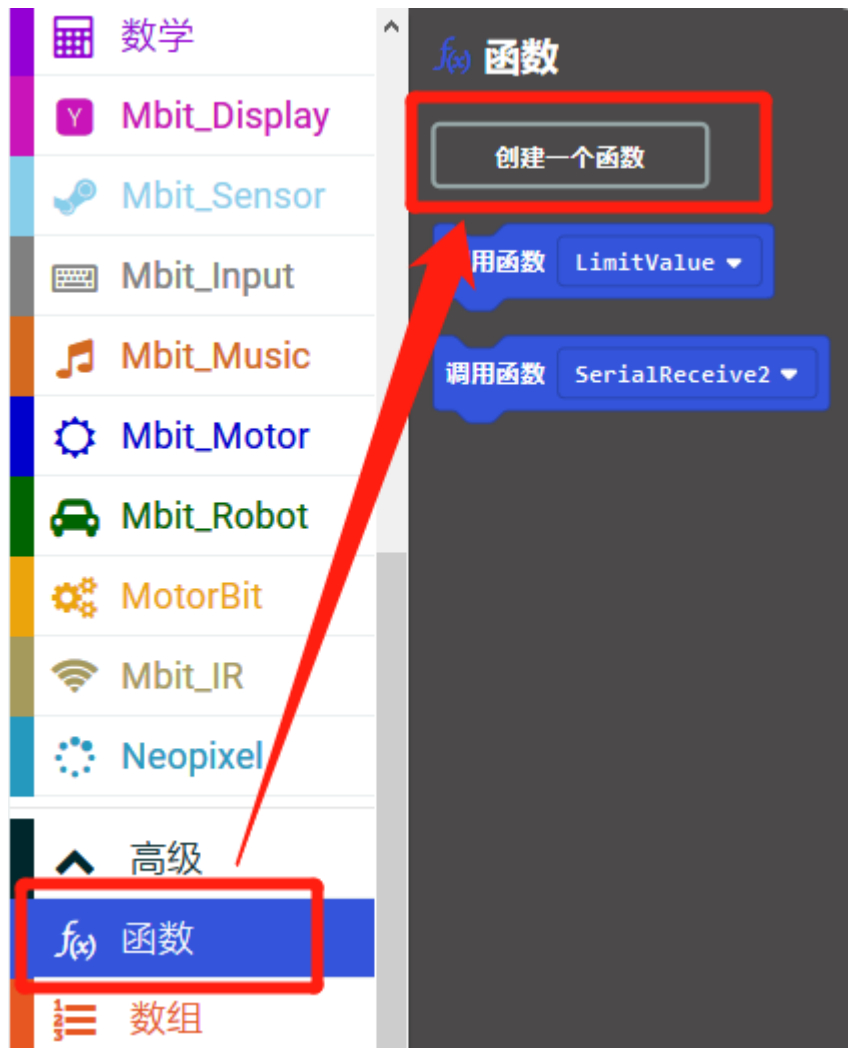 数学
Mbit_Display
Mbit_Sensor
Mbit_Input
Mbit_Music
Mbit_Motor
Mbit_Robot
MotorBit
Mbit_IR
Neopixel
高级
f(x) 函数
数组
f(x) 函数
创建一个函数
用函数 LimitValue
调用函数 SerialReceive2